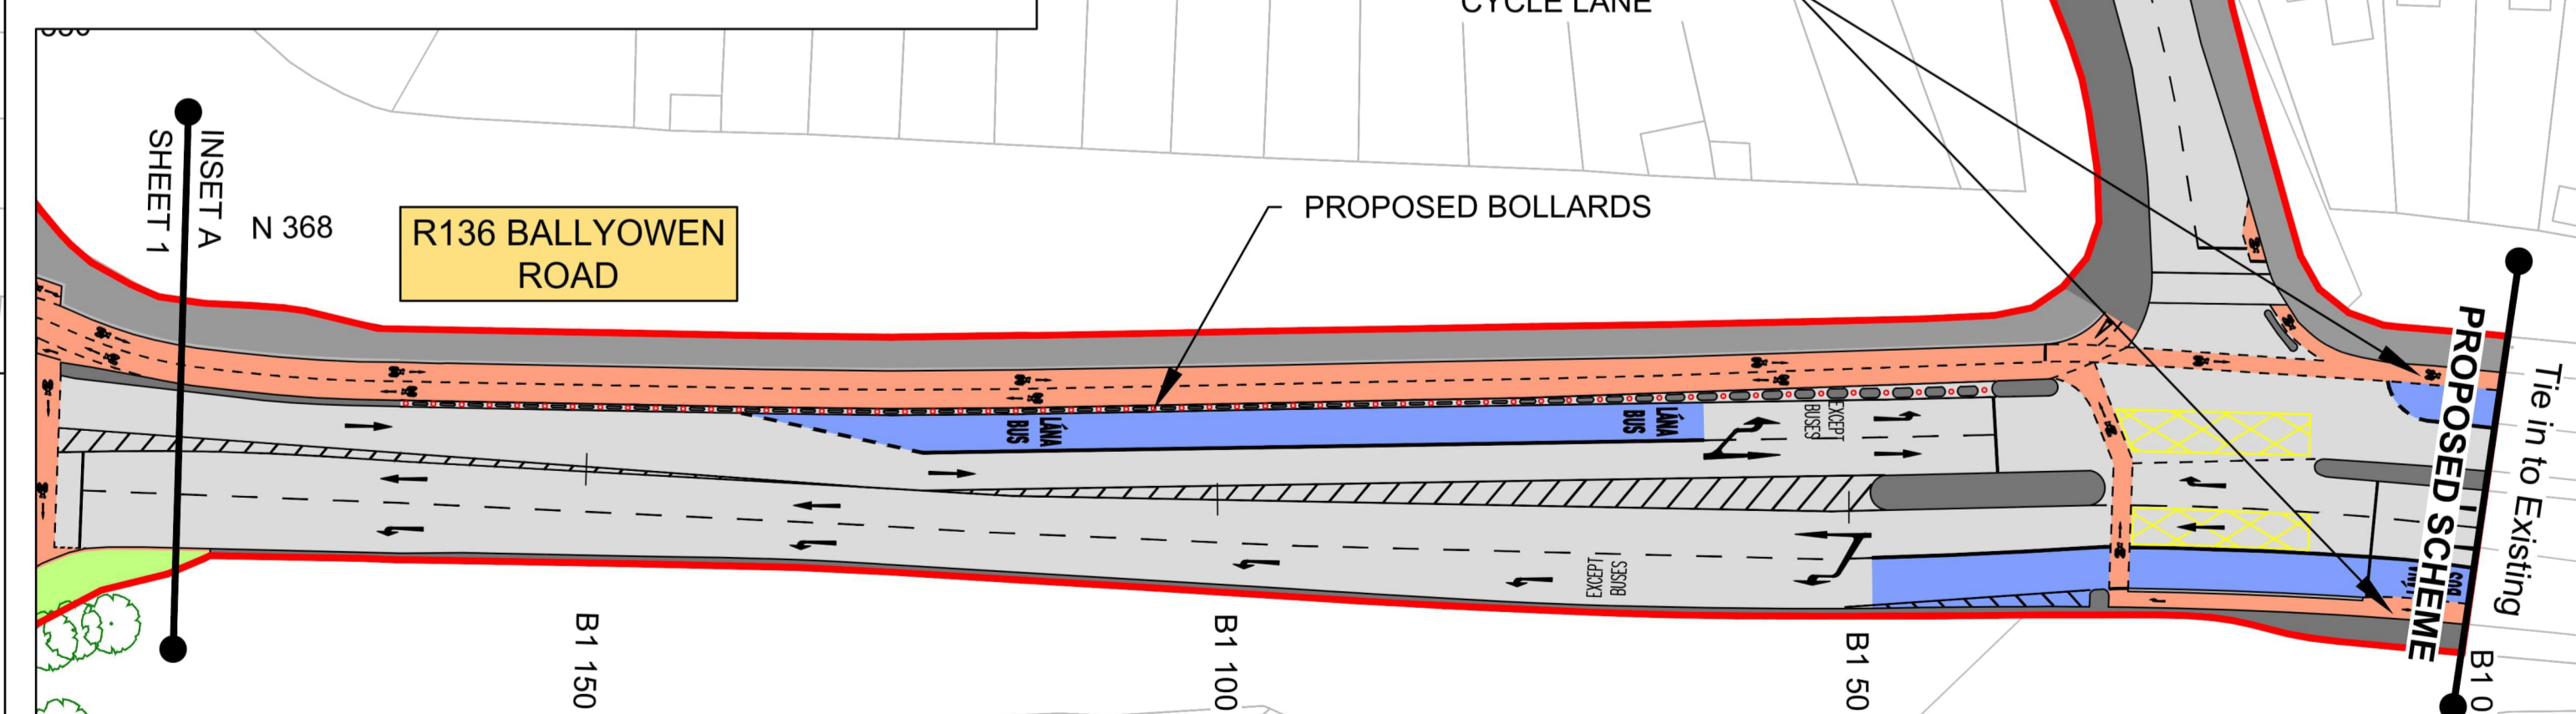 CYCLE LANE
INSET A
SHEET 1
N 368
R136 BALLYOWEN
ROAD
PROPOSED BOLLARDS
LÁNA
BUS
LÁNA
BUS
EXCEPT
BUSES
EXCEPT
BUSES
BUS
PROPOSED SCHEME
Tie in to Existing
B1 150
B1 100
B1 50
B1 0